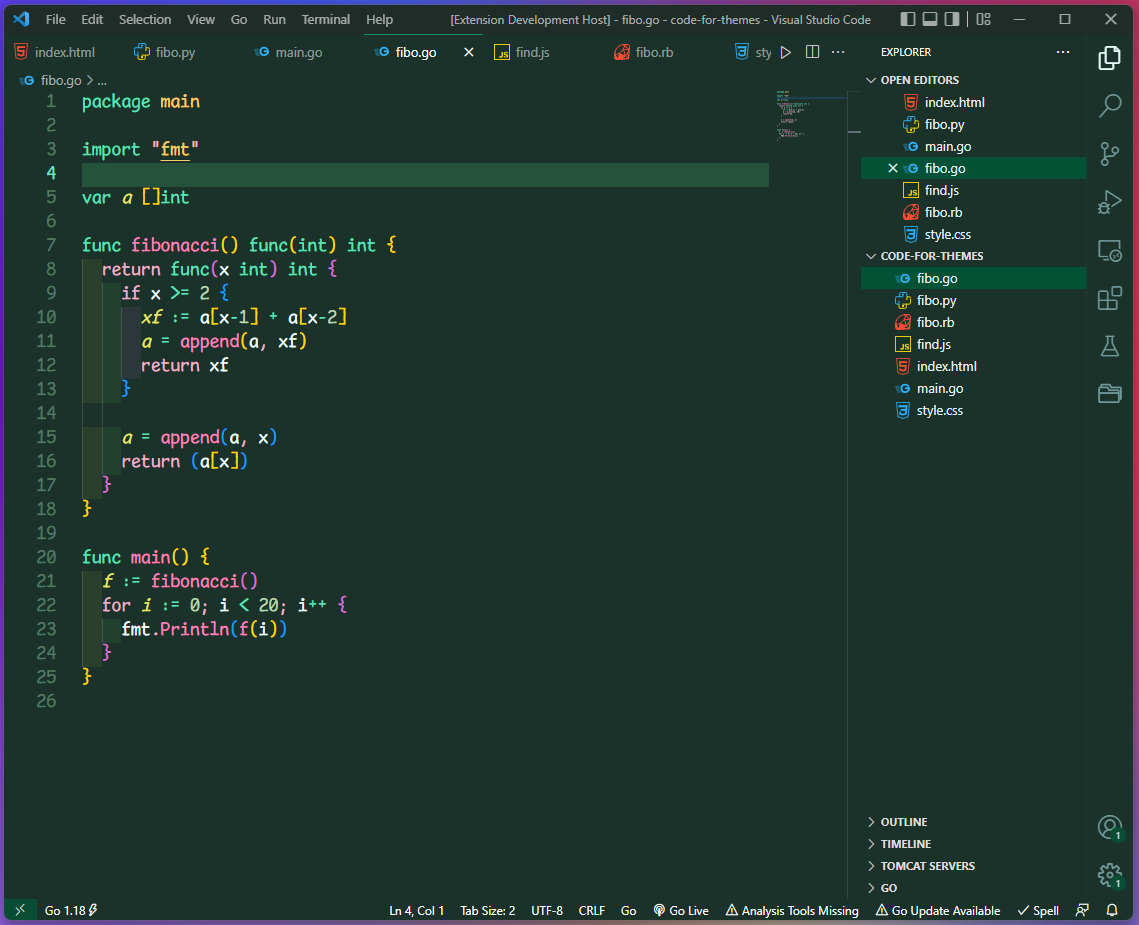 File Edit Selection View Go Run Terminal Help [Extension Development Host] - fibo.go - code-for-themes - Visual Studio Code
index.html fibo.py main.go fibo.go find.js fibo.rb sty
fibo.go > ...
1 package main
2
3 import "fmt"
4
5 var a []int
6
7 func fibonacci() func(int) int {
8 return func(x int) int {
9 if x >= 2 {
10 xf := a[x-1] + a[x-2]
11 a = append(a, xf)
12 return xf
13 }
14
15 a = append(a, x)
16 return (a[x])
17 }
18 }
19
20 func main() {
21 f := fibonacci()
22 for i := 0; i < 20; i++ {
23 fmt.Println(f(i))
24 }
25 }
26
EXPLORER
OPEN EDITORS
index.html
fibo.py
main.go
fibo.go
find.js
fibo.rb
style.css
CODE-FOR-THEMES
fibo.go
fibo.py
fibo.rb
find.js
index.html
main.go
style.css
OUTLINE
TIMELINE
TOMCAT SERVERS
GO
1
1
Go 1.18 Ln 4, Col 1 Tab Size: 2 UTF-8 CRLF Go Go Live Analysis Tools Missing Go Update Available Spell